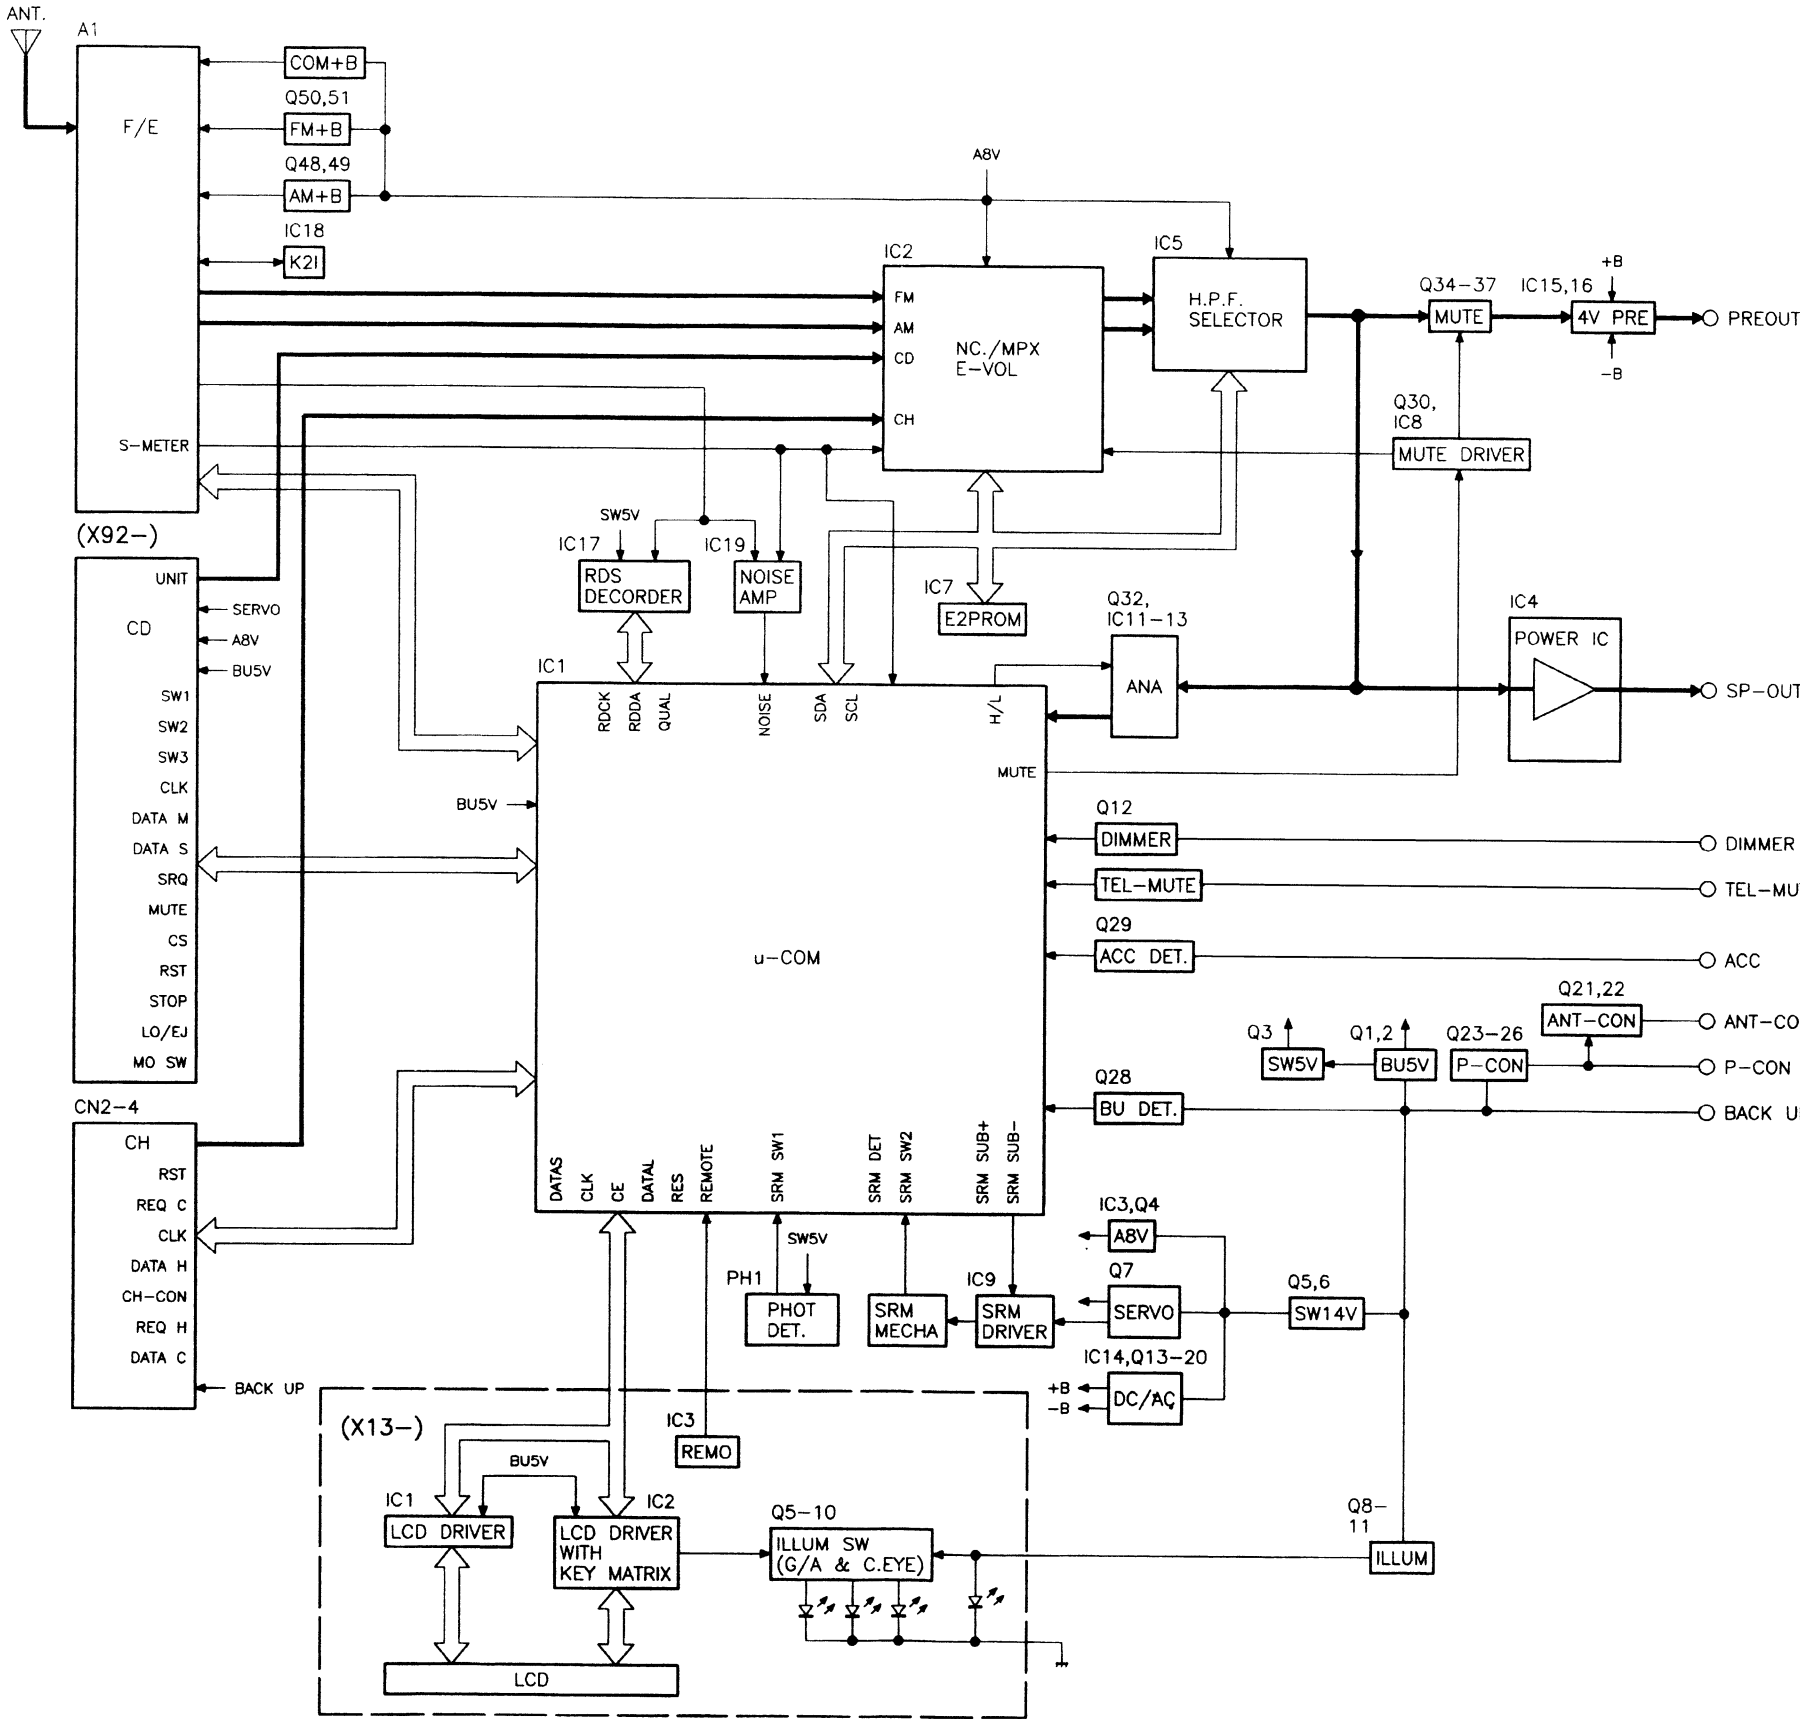 ANT.
A1
F/E
COM+B
Q50,51
FM+B
Q48,49
AM+B
IC18
K2I
S-METER
A8V
IC2
FM
AM
CD
CH
NC./MPX
E-VOL
IC5
H.P.F.
SELECTOR
Q34-37
MUTE
IC15,16
+B
4V PRE
-B
PREOUT
Q30,
IC8
MUTE DRIVER
(X92-)
UNIT
SERVO
CD
A8V
BU5V
SW1
SW2
SW3
CLK
DATA M
DATA S
SRQ
MUTE
CS
RST
STOP
LO/EJ
MO SW
SW5V
IC17
RDS
DECORDER
IC19
NOISE
AMP
IC7
E2PROM
Q32,
IC11-13
ANA
IC4
POWER IC
SP-OUT
IC1
RDCK
RDDA
QUAL
NOISE
SDA
SCL
H/L
MUTE
BU5V
u-COM
Q12
DIMMER
DIMMER
TEL-MUTE
TEL-MU
Q29
ACC DET.
ACC
Q21,22
ANT-CON
ANT-CO
Q3
SW5V
Q1,2
BU5V
Q23-26
P-CON
P-CON
Q28
BU DET.
BACK U
CN2-4
CH
RST
REQ C
CLK
DATA H
CH-CON
REQ H
DATA C
BACK UP
DATAS
CLK
CE
DATAL
RES
REMOTE
SRM SW1
SRM DET
SRM SW2
SRM SUB+
SRM SUB-
SW5V
PH1
PHOT
DET.
SRM
MECHA
IC9
SRM
DRIVER
IC3,Q4
A8V
Q7
SERVO
Q5,6
SW14V
IC14,Q13-20
+B
-B
DC/AC
(X13-)
IC3
REMO
BU5V
IC1
LCD DRIVER
IC2
LCD DRIVER
WITH
KEY MATRIX
Q5-10
ILLUM SW
(G/A & C.EYE)
Q8-
11
ILLUM
LCD